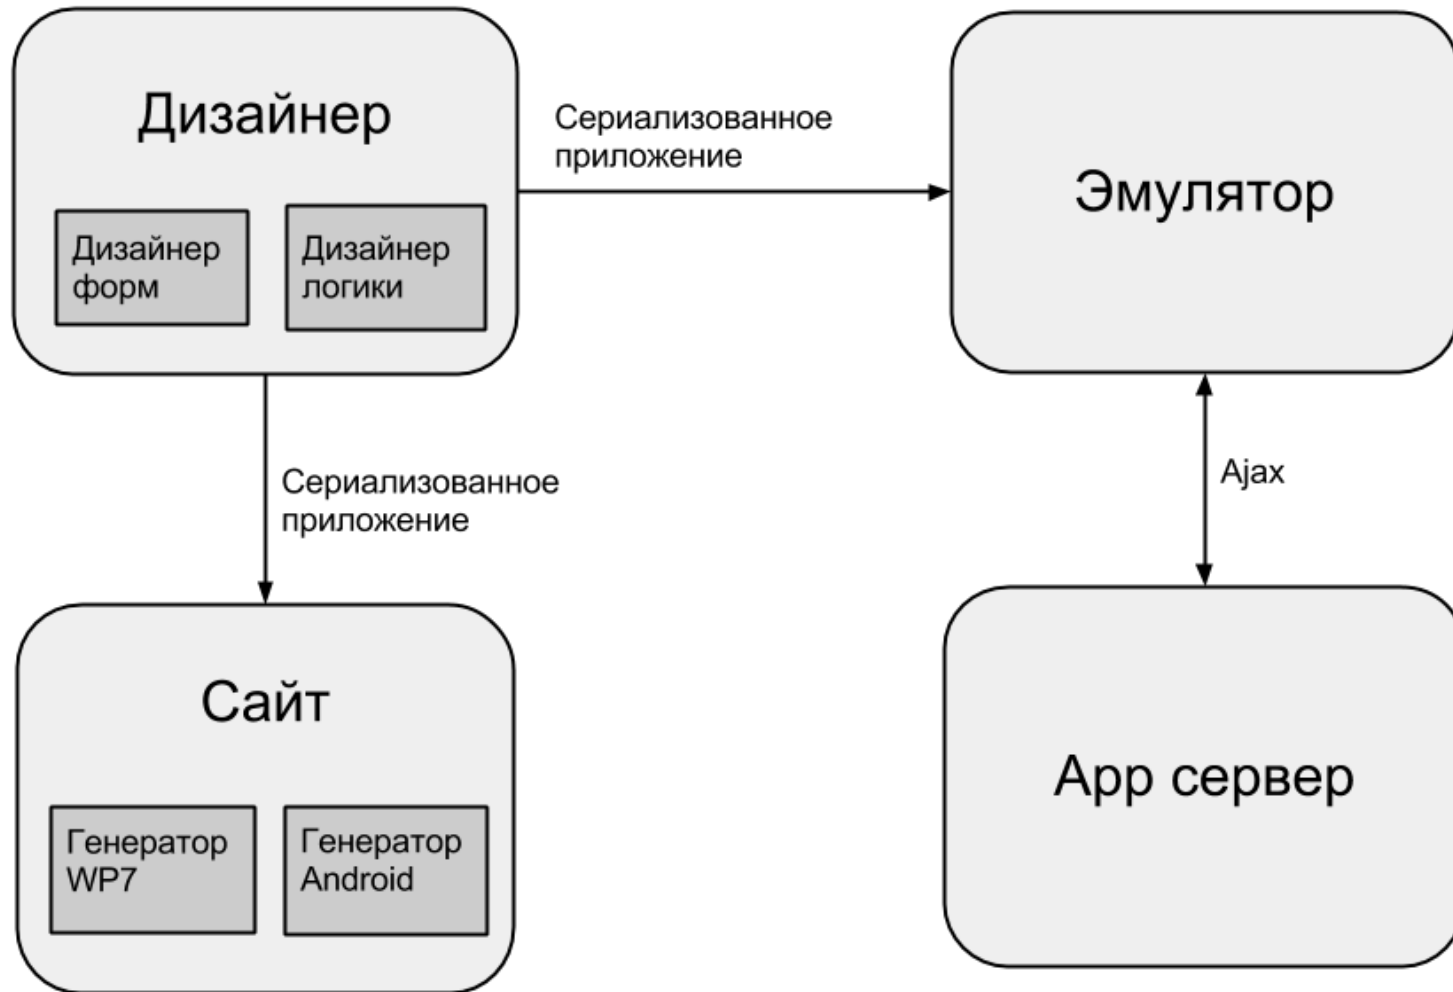 Дизайнер
Дизайнер
форм
Дизайнер
логики
Сериализованное
приложение
Эмулятор
Сериализованное
приложение
Ajax
Сайт
Генератор
WP7
Генератор
Android
App сервер